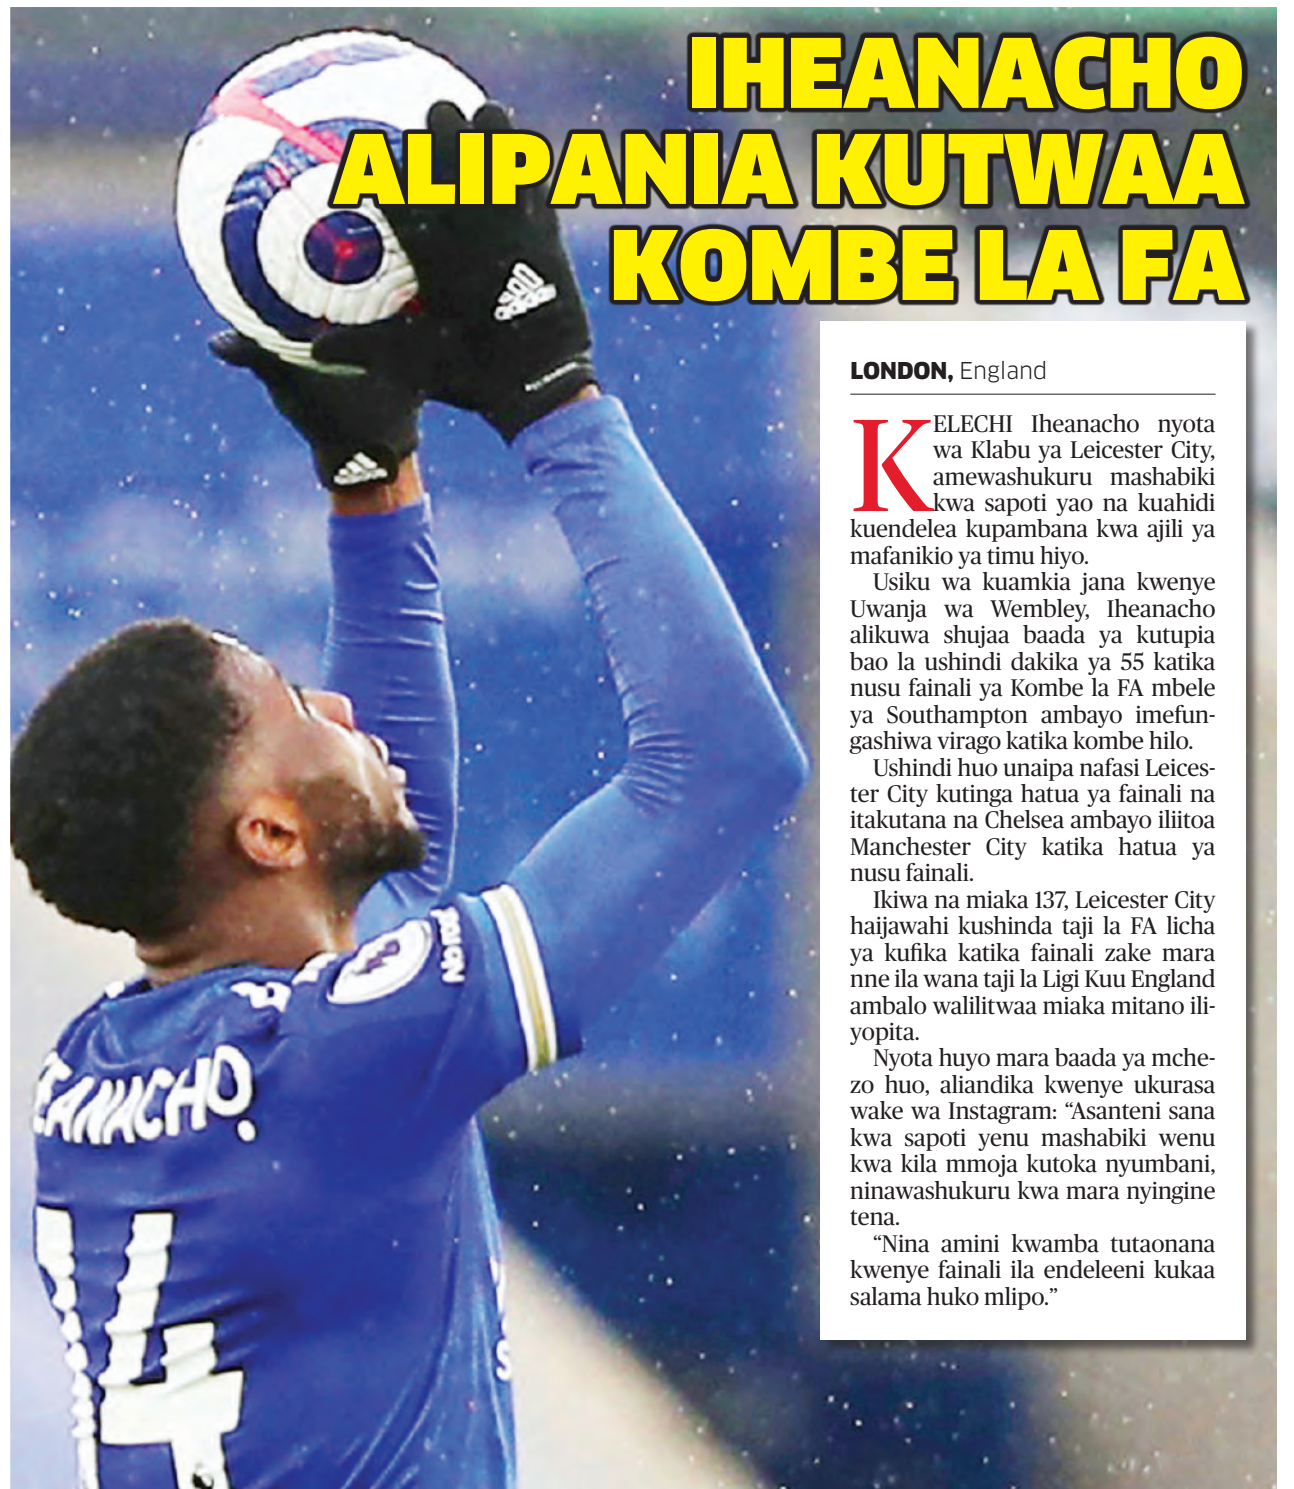 IHEANACHO
ALIPANIA KUTWAA
KOMBE LA FA
LONDON, England
KELECHI Iheanacho nyota
wa Klabu ya Leicester City,
amewashukuru mashabiki
kwa sapoti yao na kuahidi
kuendelea kupambana kwa ajili ya
mafanikio ya timu hiyo.
Usiku wa kuamkia jana kwenye
Uwanja wa Wembley, Iheanacho
alikuwa shujaa baada ya kutupia
bao la ushindi dakika ya 55 katika
nusu fainali ya Kombe la FA mbele
ya Southampton ambayo imefun-
gashiwa virago katika kombe hilo.
Ushindi huo unaipa nafasi Leices-
ter City kutinga hatua ya fainali na
itakutana na Chelsea ambayo iliitoa
Manchester City katika hatua ya
nusu fainali.
Ikiwa na miaka 137, Leicester City
haijawahi kushinda taji la FA licha
ya kufika katika fainali zake mara
nne ila wana taji la Ligi Kuu England
ambalo walilitwaa miaka mitano ili-
yopita.
Nyota huyo mara baada ya mche-
zo huo, aliandika kwenye ukurasa
wake wa Instagram: “Asanteni sana
kwa sapoti yenu mashabiki wenu
kwa kila mmoja kutoka nyumbani,
ninawashukuru kwa mara nyingine
tena.
“Nina amini kwamba tutaonana
kwenye fainali ila endeleeni kukaa
salama huko mlipo.”
adidas
EANACHO
14